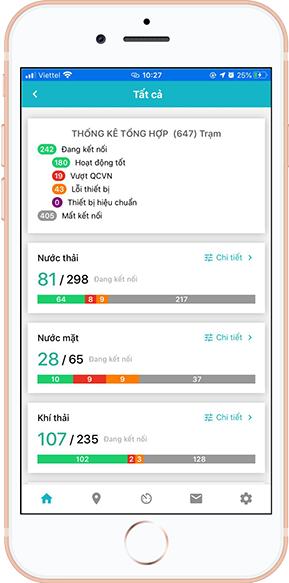 Viettel 10:27 25%
Tất cả
THỐNG KÊ TỔNG HỢP (647) Trạm
242 Đang kết nối
180 Hoạt động tốt
19 Vượt QCVN
43 Lỗi thiết bị
0 Thiết bị hiệu chuẩn
405 Mất kết nối
Nước thải Chi tiết
81/298 Đang kết nối
64 8 9 217
Nước mặt Chi tiết
28/65 Đang kết nối
10 9 9 37
Khí thải Chi tiết
107/235 Đang kết nối
102 2 3 128